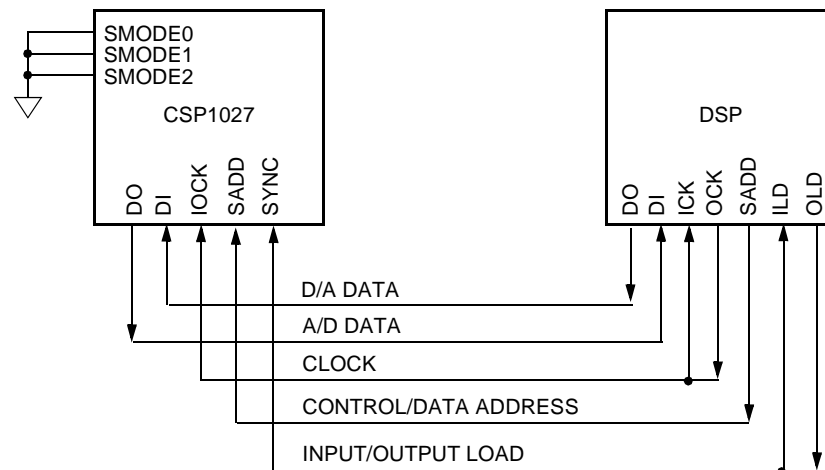 SMODE0
SMODE1
SMODE2
CSP1027
DSP
DO
DI
IOCK
SADD
SYNC
DO
DI
ICK
OCK
SADD
ILD
OLD
D/A DATA
A/D DATA
CLOCK
CONTROL/DATA ADDRESS
INPUT/OUTPUT LOAD